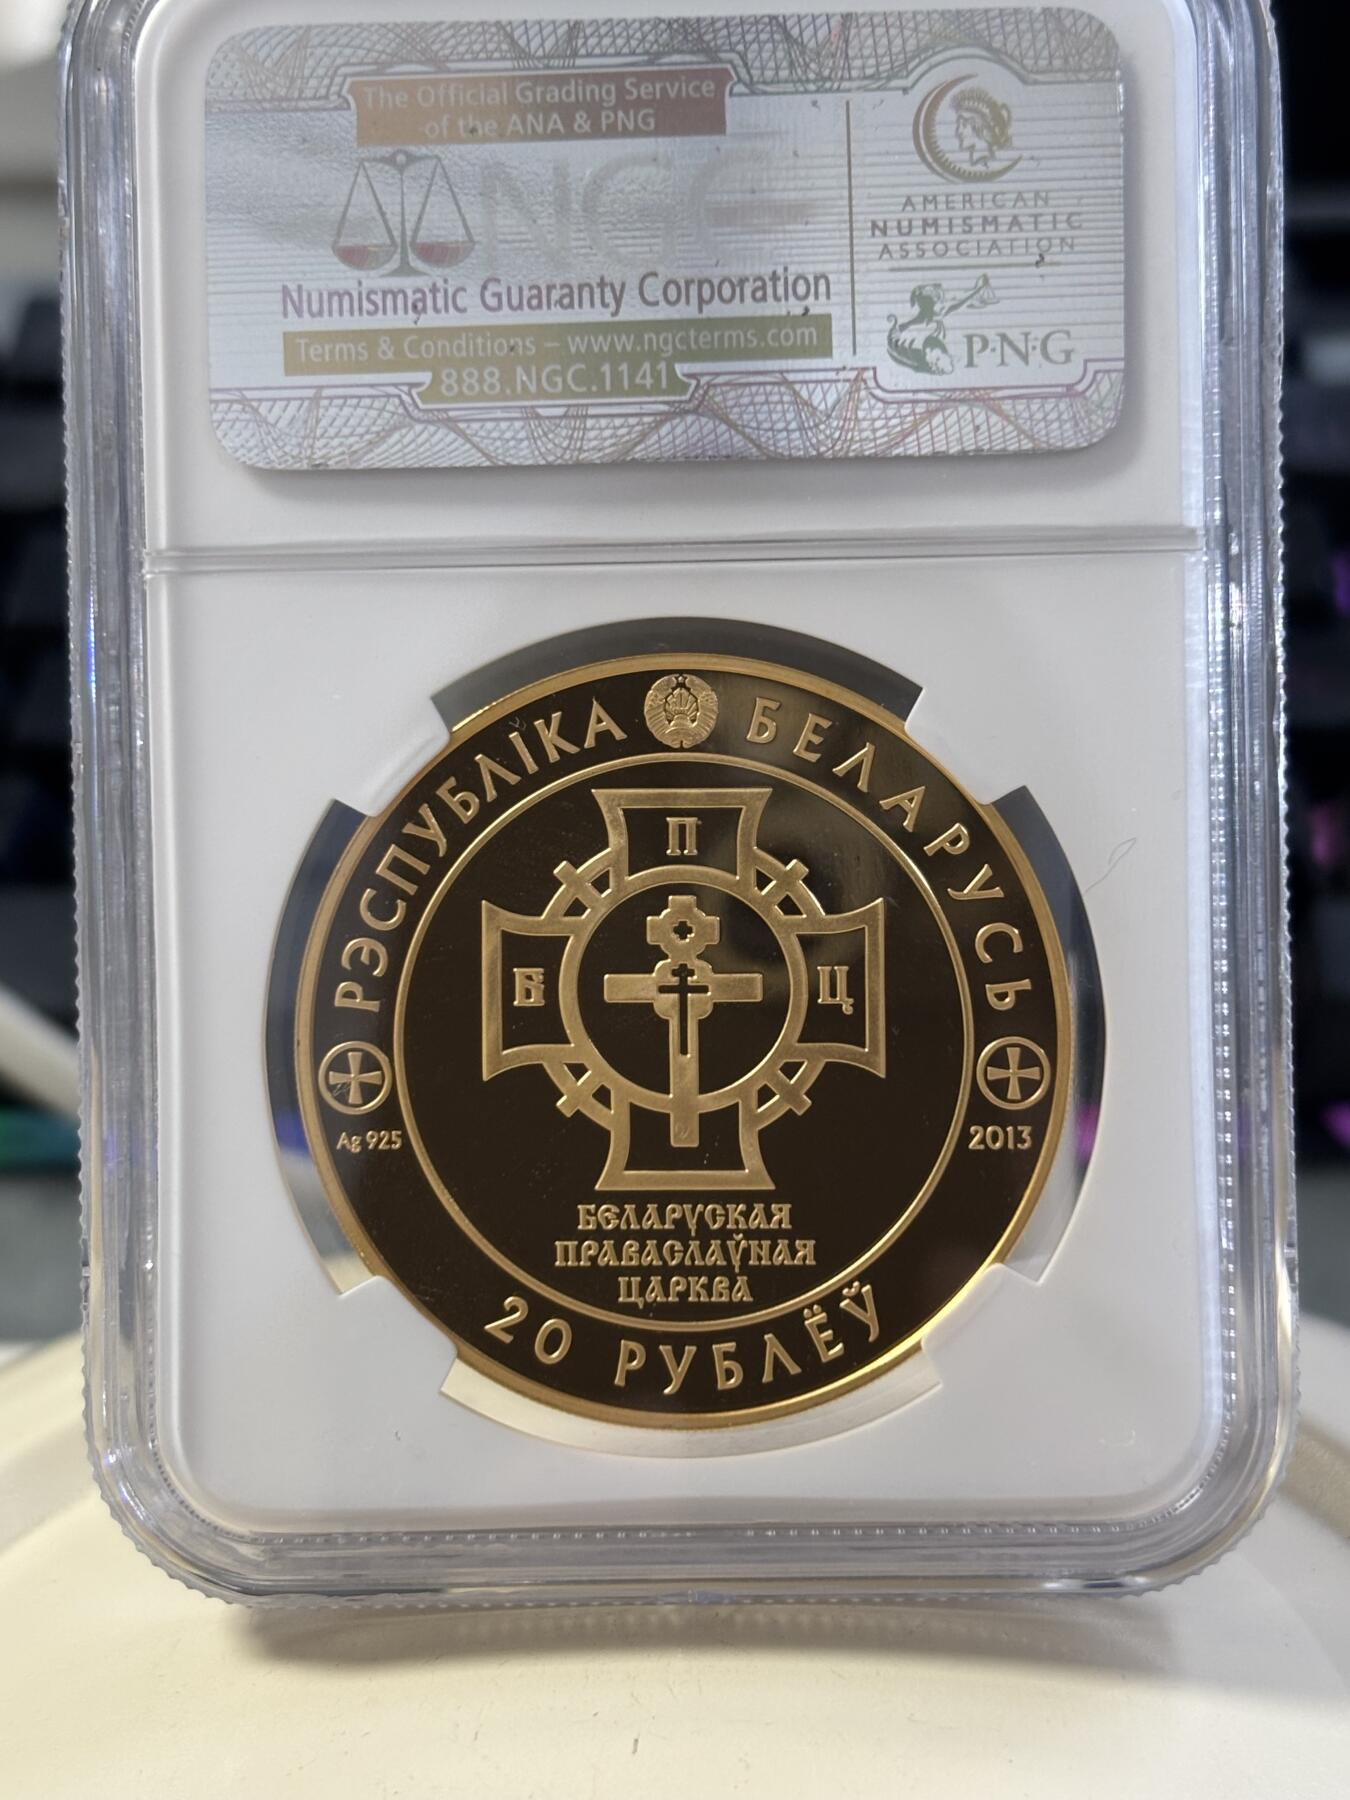 The Official Grading Service
of the ANA & PNG
NGC
Numismatic Guaranty Corporation
Terms & Conditions – www.ngcterms.com
888.NGC.1141
AMERICAN
NUMISMATIC
ASSOCIATION
P·N·G
РЭСПУБЛІКА БЕЛАРУСЬ
П
Б Ц
Ag 925
2013
БЕЛАРУСКАЯ
ПРАВАСЛАЎНАЯ
ЦАРКВА
20 РУБЛЁЎ